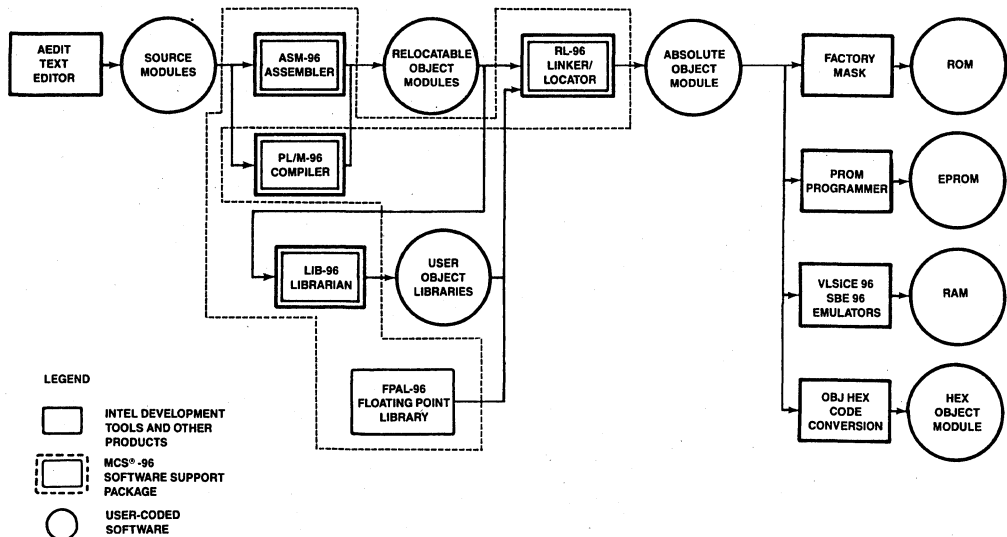 AEDIT
TEXT
EDITOR
SOURCE
MODULES
ASM-96
ASSEMBLER
RELOCATABLE
OBJECT
MODULES
RL-96
LINKER/
LOCATOR
ABSOLUTE
OBJECT
MODULE
FACTORY
MASK
ROM
PL/M-96
COMPILER
PROM
PROGRAMMER
EPROM
LIB-96
LIBRARIAN
USER
OBJECT
LIBRARIES
VLSICE 96
SBE 96
EMULATORS
RAM
FPAL-96
FLOATING POINT
LIBRARY
OBJ HEX
CODE
CONVERSION
HEX
OBJECT
MODULE
LEGEND
INTEL DEVELOPMENT
TOOLS AND OTHER
PRODUCTS
MCS® -96
SOFTWARE SUPPORT
PACKAGE
USER-CODED
SOFTWARE